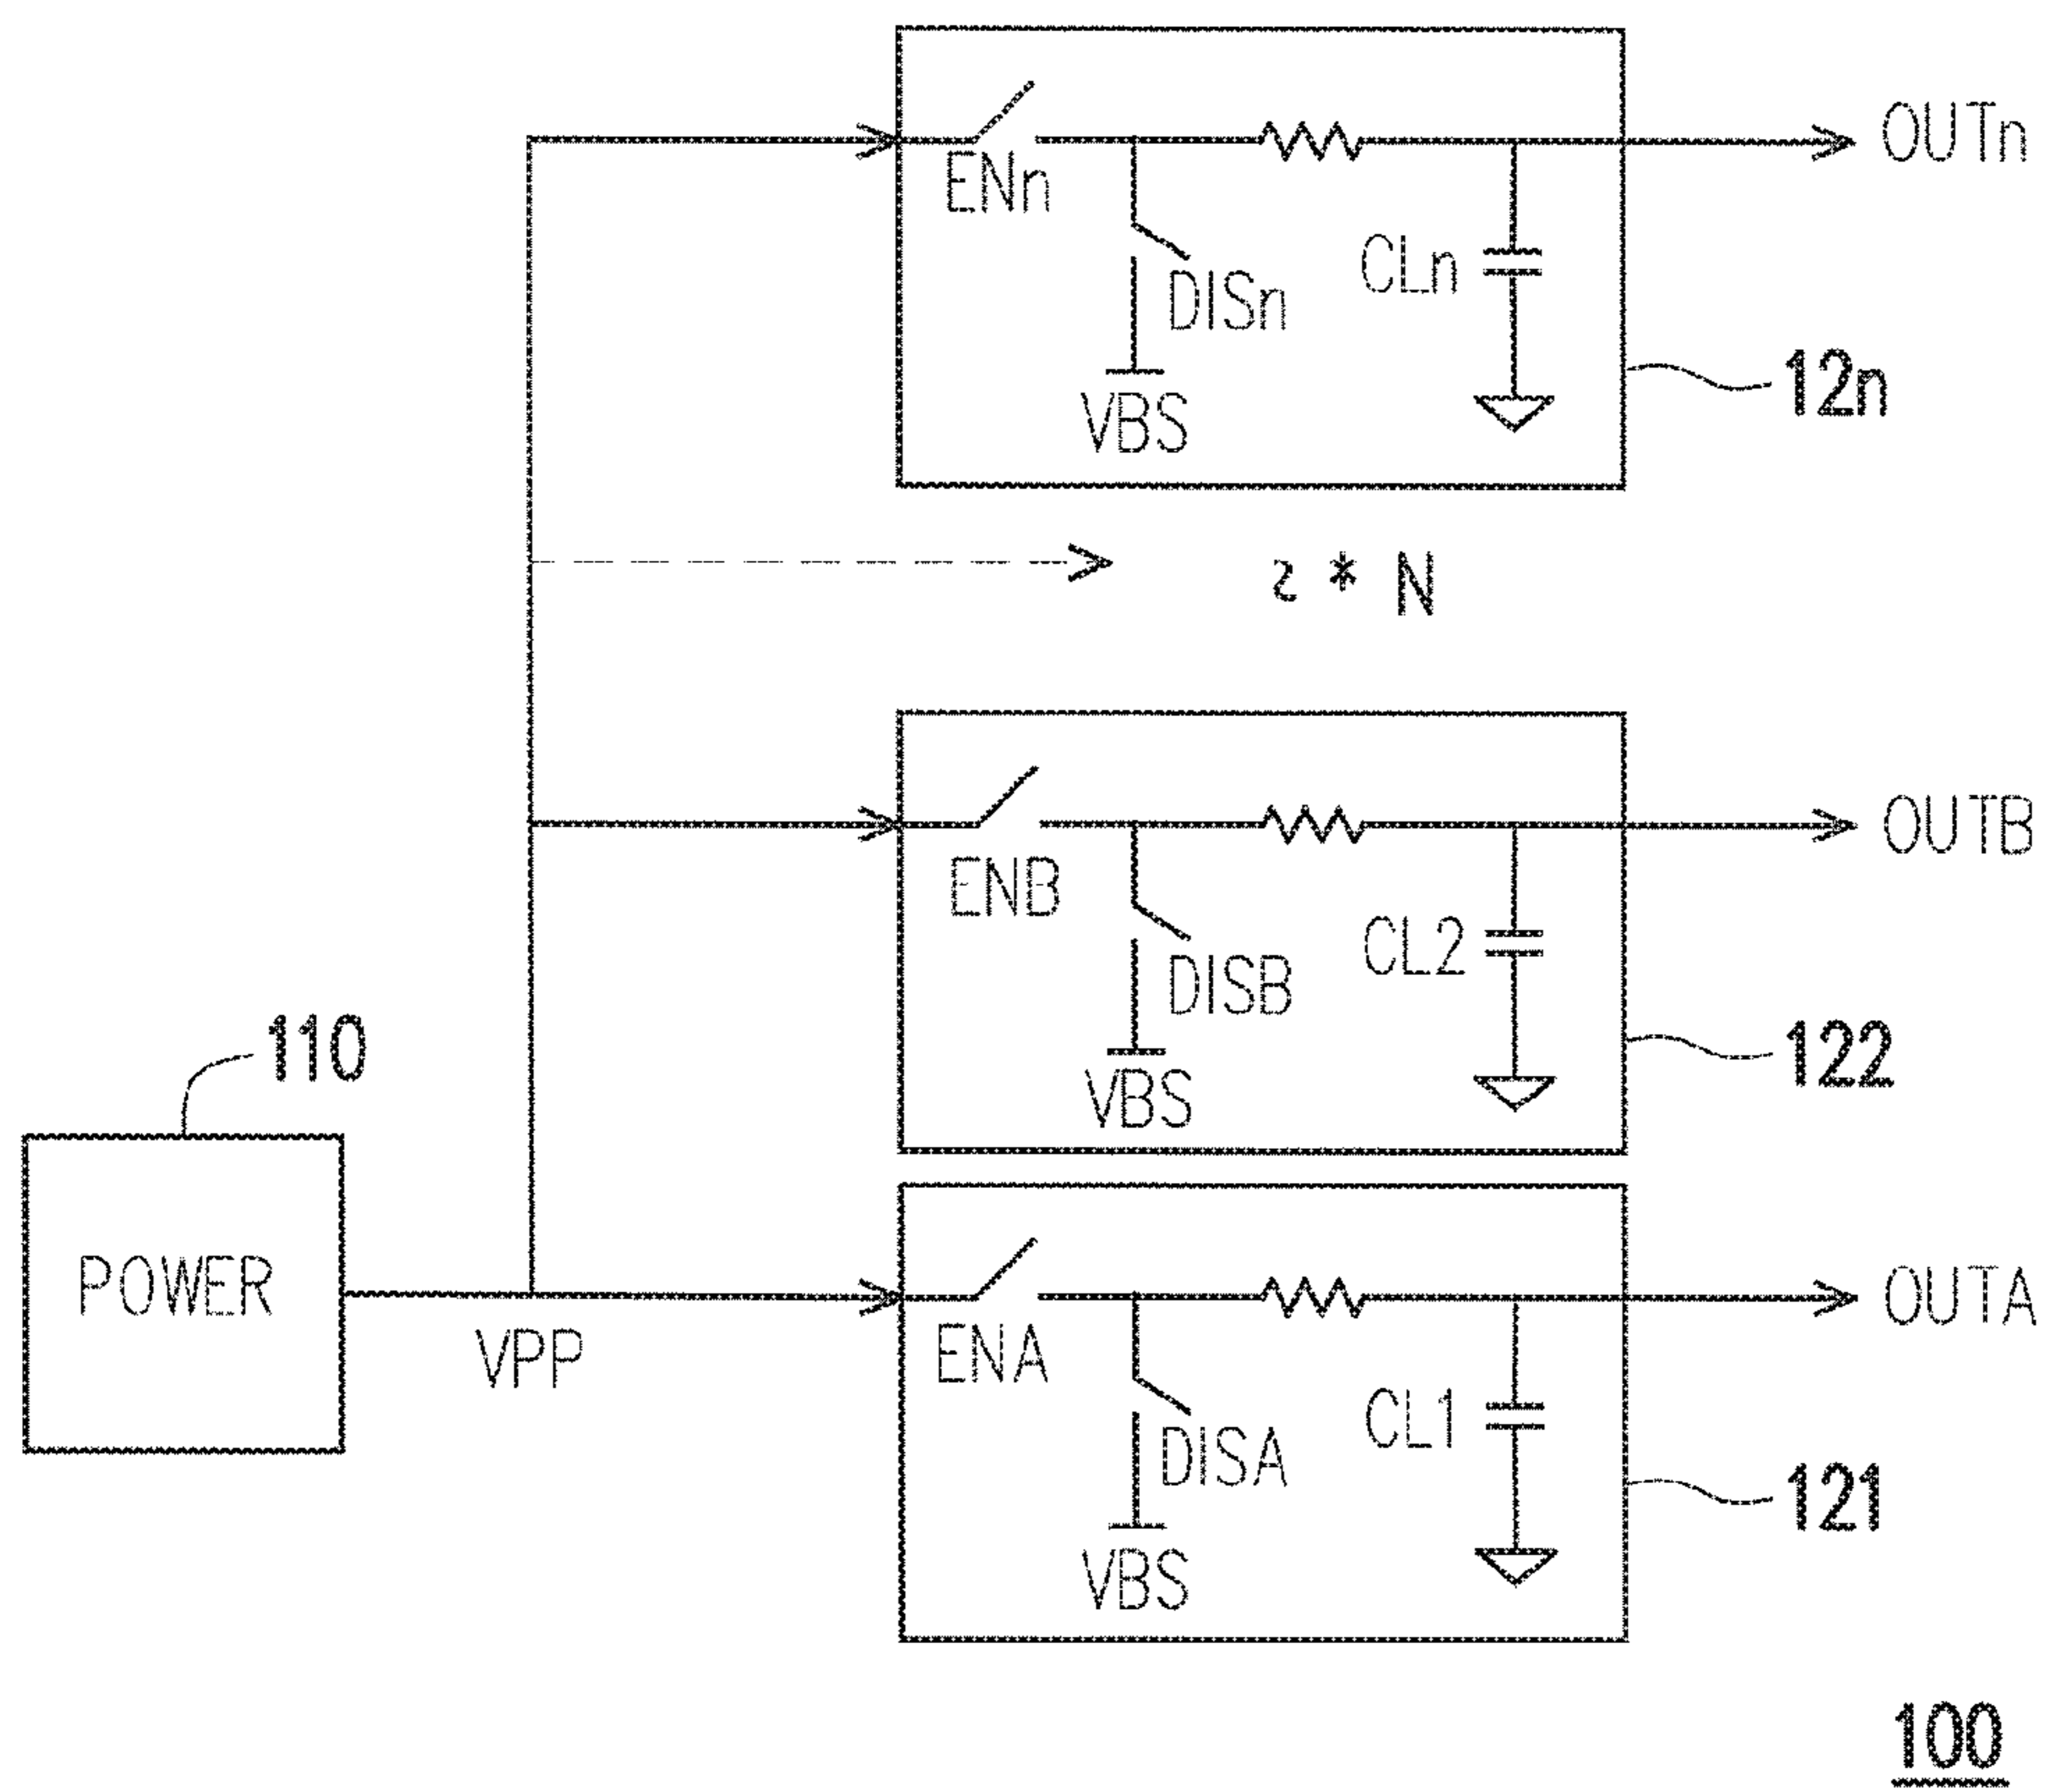 OUTn
ENn
CLn
DISn
12n
VBS
≀ * N
OUTB
ENB
CL2
DISB
110
122
VBS
POWER
OUTA
VPP
ENA
CL1
DISA
121
VBS
100